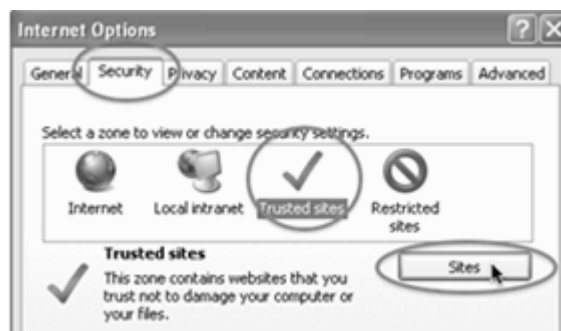 Internet Options
General Security Privacy Content Connections Programs Advanced
Select a zone to view or change security settings.
Internet Local intranet Trusted sites Restricted
sites
Trusted sites
This zone contains websites that you
trust not to damage your computer or
your files.
Sites